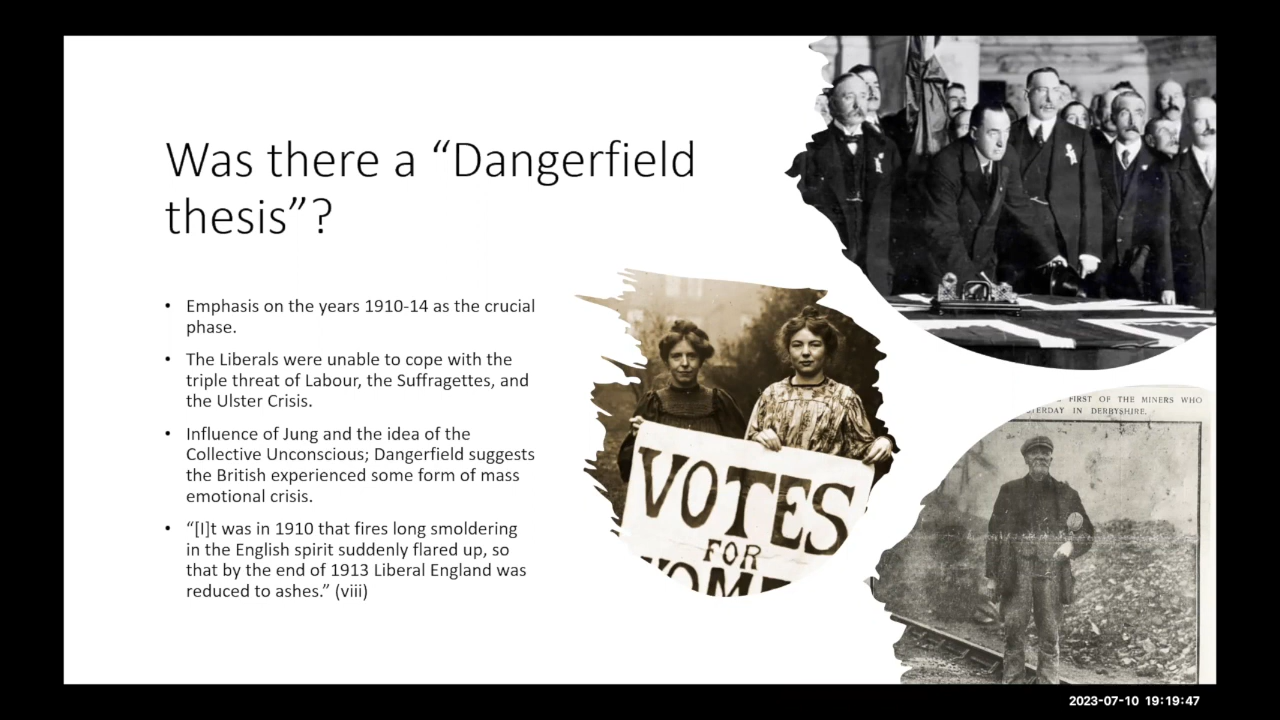 Was there a “Dangerfield
thesis”?
• Emphasis on the years 1910-14 as the crucial
phase.
• The Liberals were unable to cope with the
triple threat of Labour, the Suffragettes, and
the Ulster Crisis.
• Influence of Jung and the idea of the
Collective Unconscious; Dangerfield suggests
the British experienced some form of mass
emotional crisis.
• “[I]t was in 1910 that fires long smoldering
in the English spirit suddenly flared up, so
that by the end of 1913 Liberal England was
reduced to ashes.” (viii)
VOTES
FOR
FIRST OF THE MINERS WHO
IN DERBYSHIRE.
2023-07-10 19:19:47